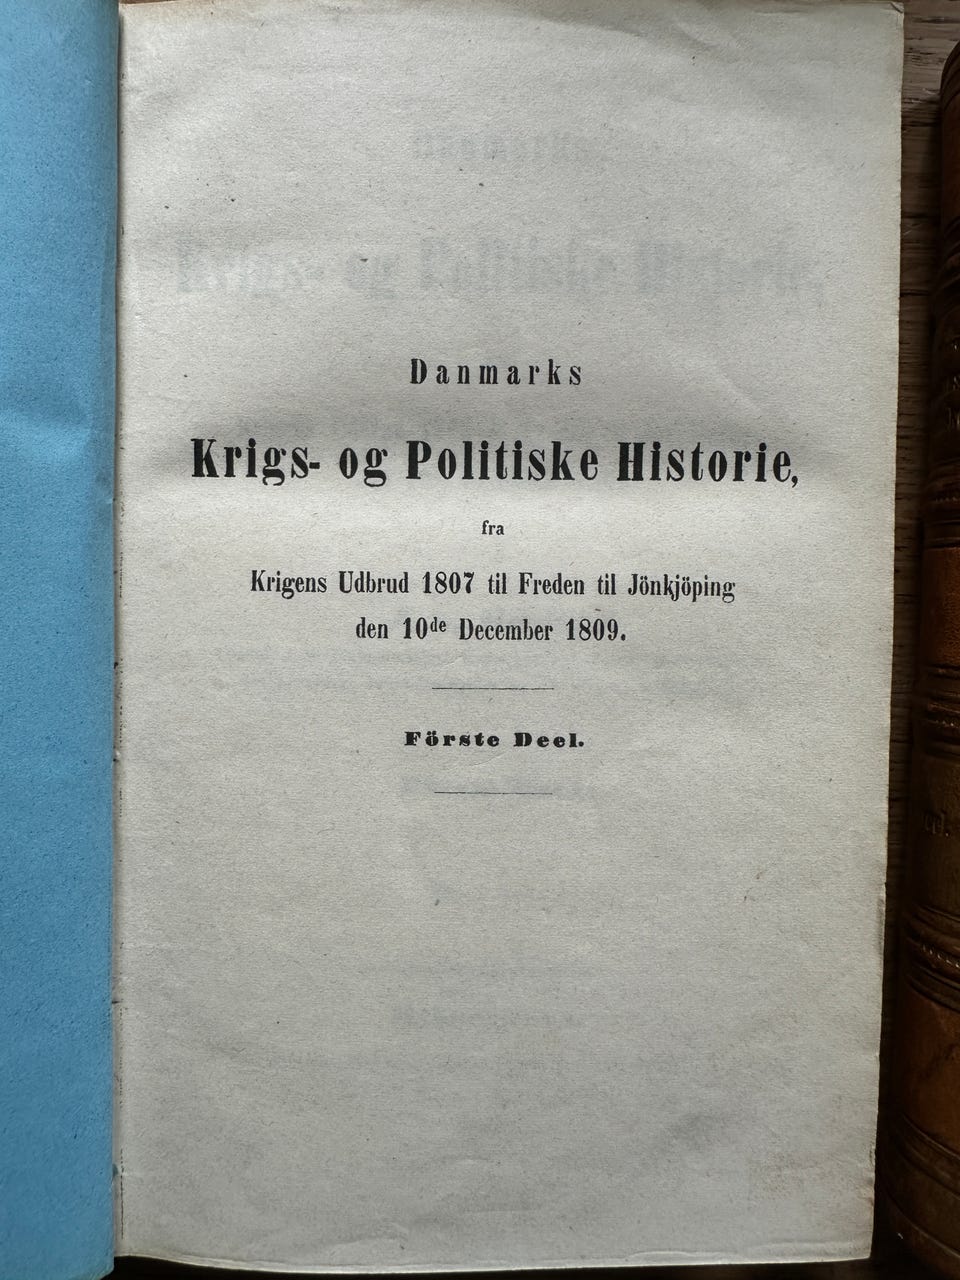 Danmarks
Krigs- og Politiske Historie,
fra
Krigens Udbrud 1807 til Freden til Jönkjöping
den 10de December 1809.
Förste Deel.